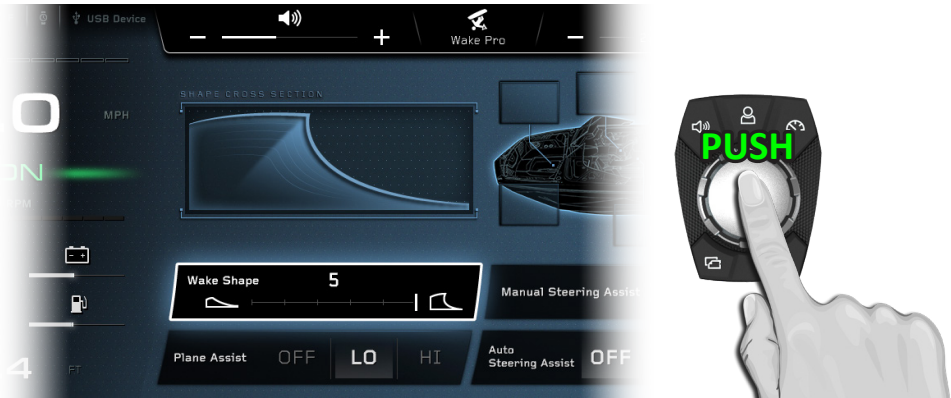 USB Device
Wake Pro
MPH
SHAPE CROSS SECTION
PUSH
Wake Shape 5
Manual Steering Assist
Plane Assist OFF LO HI
Auto
Steering Assist OFF
4 FT